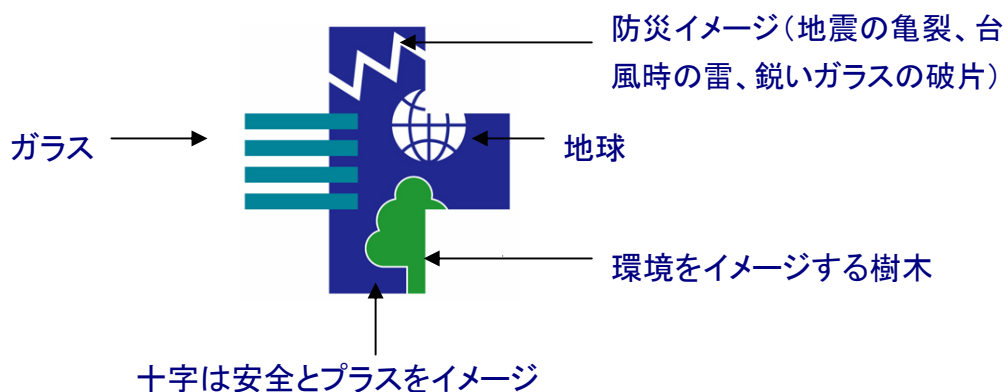 防災イメージ（地震の亀裂、台
風時の雷、鋭いガラスの破片）
ガラス
地球
環境をイメージする樹木
十字は安全とプラスをイメージ